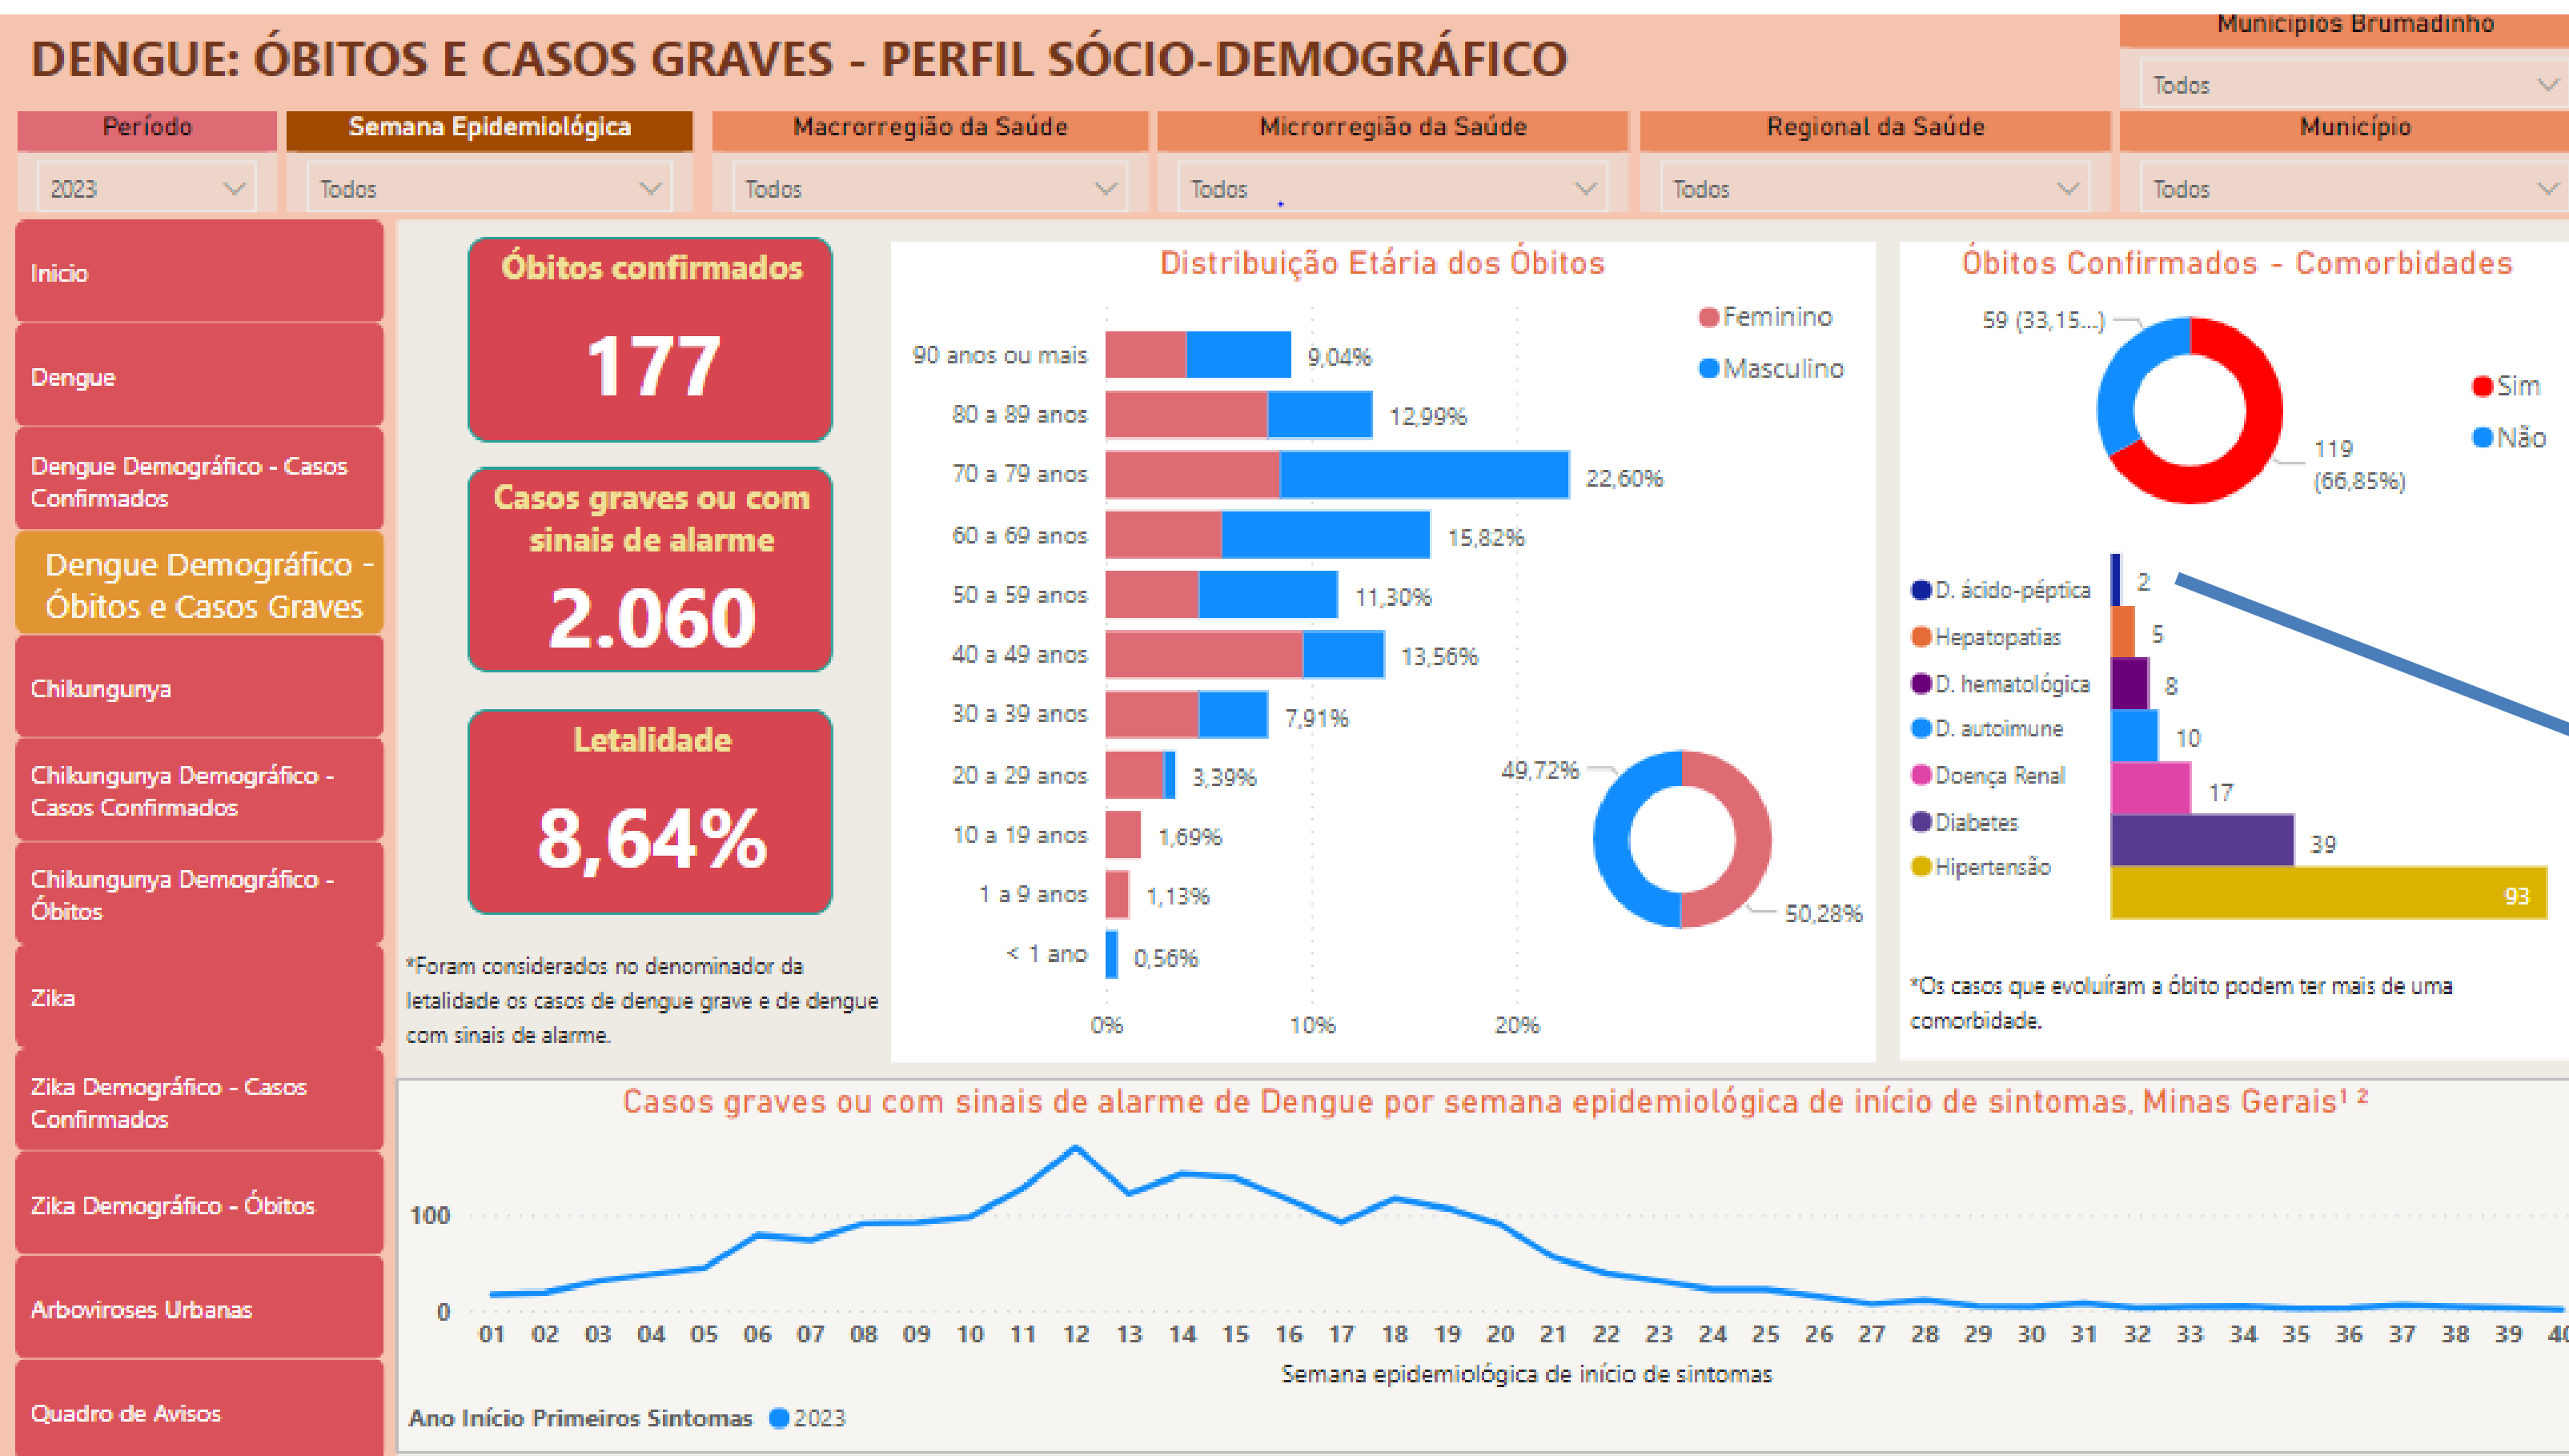 Municípios Brumadinho
DENGUE: ÓBITOS E CASOS GRAVES - PERFIL SÓCIO-DEMOGRÁFICO
Todos
Período
Semana Epidemiológica
Macrorregião da Saúde
Microrregião da Saúde
Regional da Saúde
Município
2023
Todos
Todos
Todos
Todos
Todos
Inicio
Dengue
Dengue Demográfico - Casos
Confirmados
Dengue Demográfico -
Óbitos e Casos Graves
Chikungunya
Chikungunya Demográfico -
Casos Confirmados
Chikungunya Demográfico -
Óbitos
Zika
Zika Demográfico - Casos
Confirmados
Zika Demográfico - Óbitos
Arboviroses Urbanas
Quadro de Avisos
Óbitos confirmados
177
Casos graves ou com
sinais de alarme
2.060
Letalidade
8,64%
*Foram considerados no denominador da
letalidade os casos de dengue grave e de dengue
com sinais de alarme.
Distribuição Etária dos Óbitos
Feminino
Masculino
90 anos ou mais 9,04%
80 a 89 anos 12,99%
70 a 79 anos 22,60%
60 a 69 anos 15,82%
50 a 59 anos 11,30%
40 a 49 anos 13,56%
30 a 39 anos 7,91%
20 a 29 anos 3,39%
10 a 19 anos 1,69%
1 a 9 anos 1,13%
< 1 ano 0,56%
0% 10% 20%
49,72%
50,28%
Óbitos Confirmados - Comorbidades
59 (33,15...)
Sim
Não
119
(66,85%)
D. ácido-péptica 2
Hepatopatias 5
D. hematológica 8
D. autoimune 10
Doença Renal 17
Diabetes 39
Hipertensão 93
*Os casos que evoluíram a óbito podem ter mais de uma
comorbidade.
Casos graves ou com sinais de alarme de Dengue por semana epidemiológica de início de sintomas, Minas Gerais¹ ²
100
0
01 02 03 04 05 06 07 08 09 10 11 12 13 14 15 16 17 18 19 20 21 22 23 24 25 26 27 28 29 30 31 32 33 34 35 36 37 38 39 40
Semana epidemiológica de início de sintomas
Ano Início Primeiros Sintomas 2023